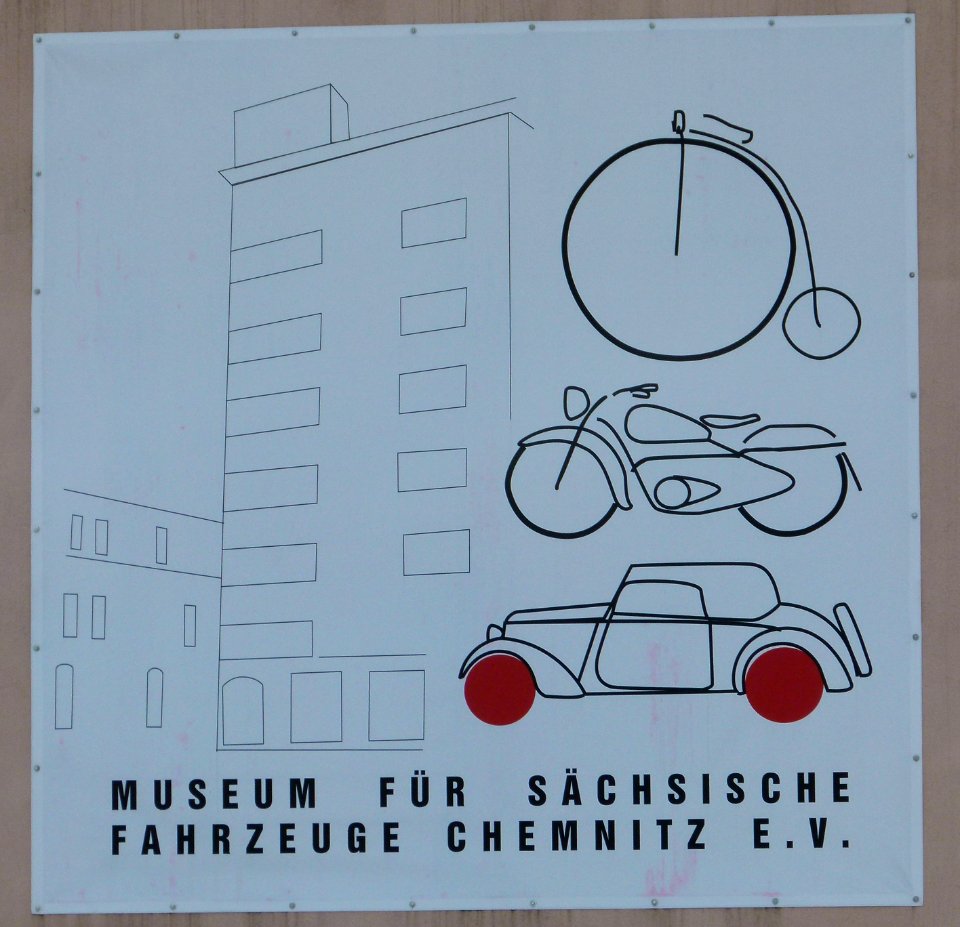 MUSEUM FÜR SÄCHSISCHE
FAHRZEUGE CHEMNITZ E.V.